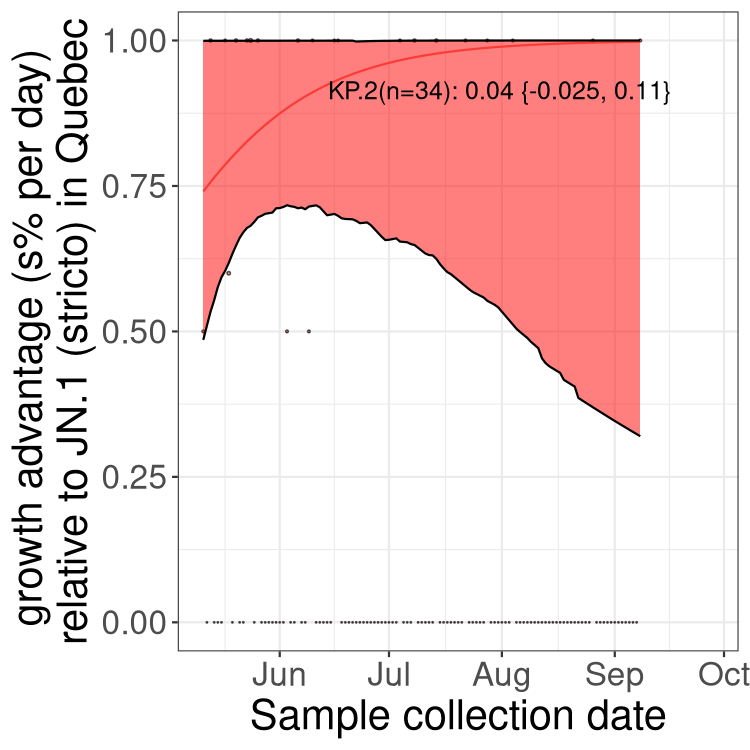 growth advantage (s% per day)
relative to JN.1 (stricto) in Quebec
1.00
0.75
0.50
0.25
0.00
KP.2(n=34): 0.04 {-0.025, 0.11}
Jun Jul Aug Sep Oct
Sample collection date